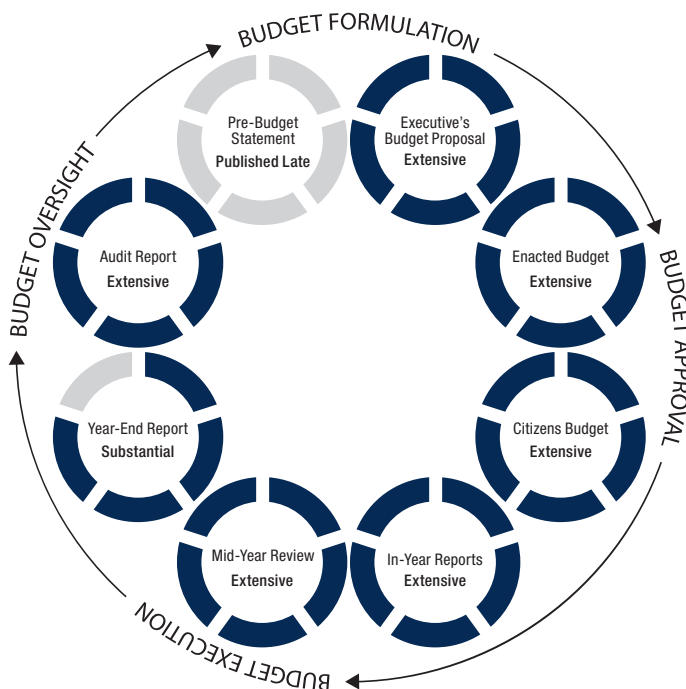 BUDGET FORMULATION
Pre-Budget
Statement
Published Late
Executive's
Budget Proposal
Extensive
Enacted Budget
Extensive
BUDGET APPROVAL
Citizens Budget
Extensive
In-Year Reports
Extensive
Mid-Year Review
Extensive
BUDGET EXECUTION
Year-End Report
Substantial
Audit Report
Extensive
BUDGET OVERSIGHT